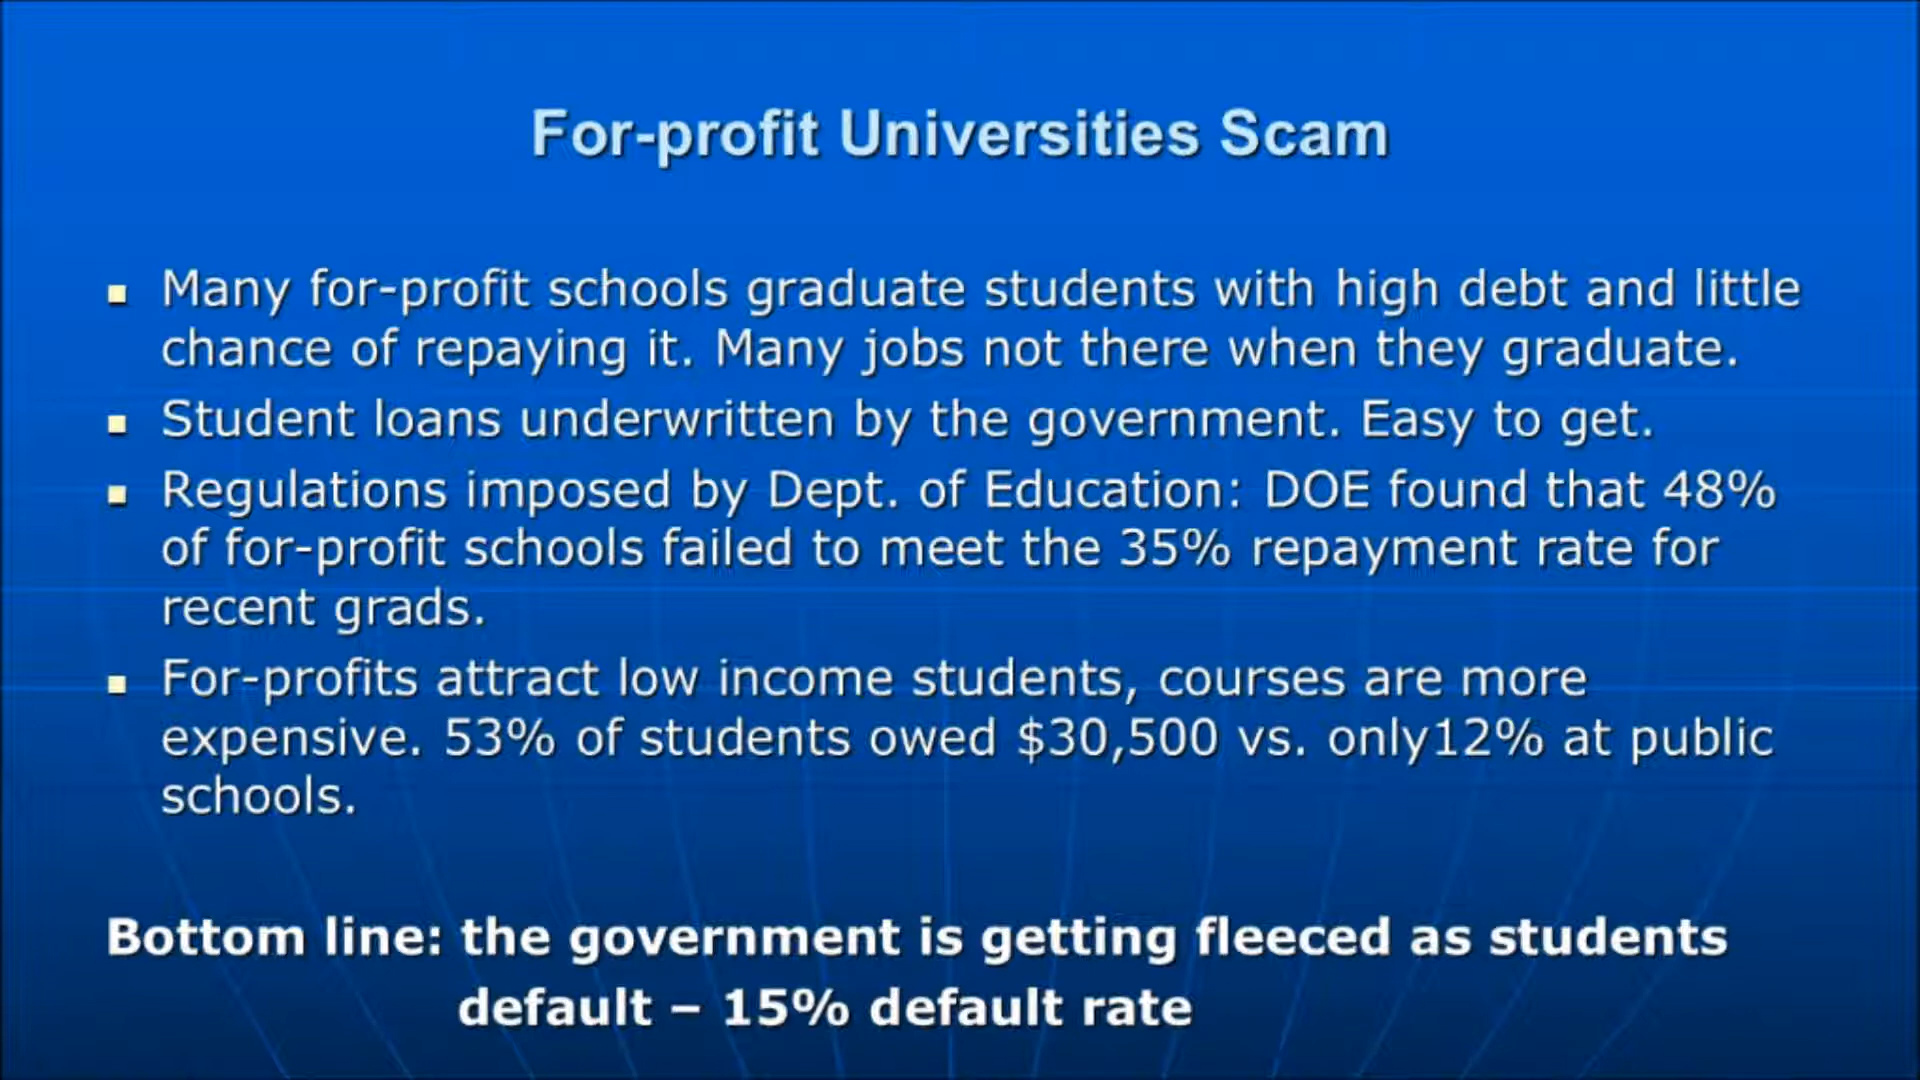 For-profit Universities Scam
▪ Many for-profit schools graduate students with high debt and little
chance of repaying it. Many jobs not there when they graduate.
▪ Student loans underwritten by the government. Easy to get.
▪ Regulations imposed by Dept. of Education: DOE found that 48%
of for-profit schools failed to meet the 35% repayment rate for
recent grads.
▪ For-profits attract low income students, courses are more
expensive. 53% of students owed $30,500 vs. only12% at public
schools.
Bottom line: the government is getting fleeced as students
default – 15% default rate